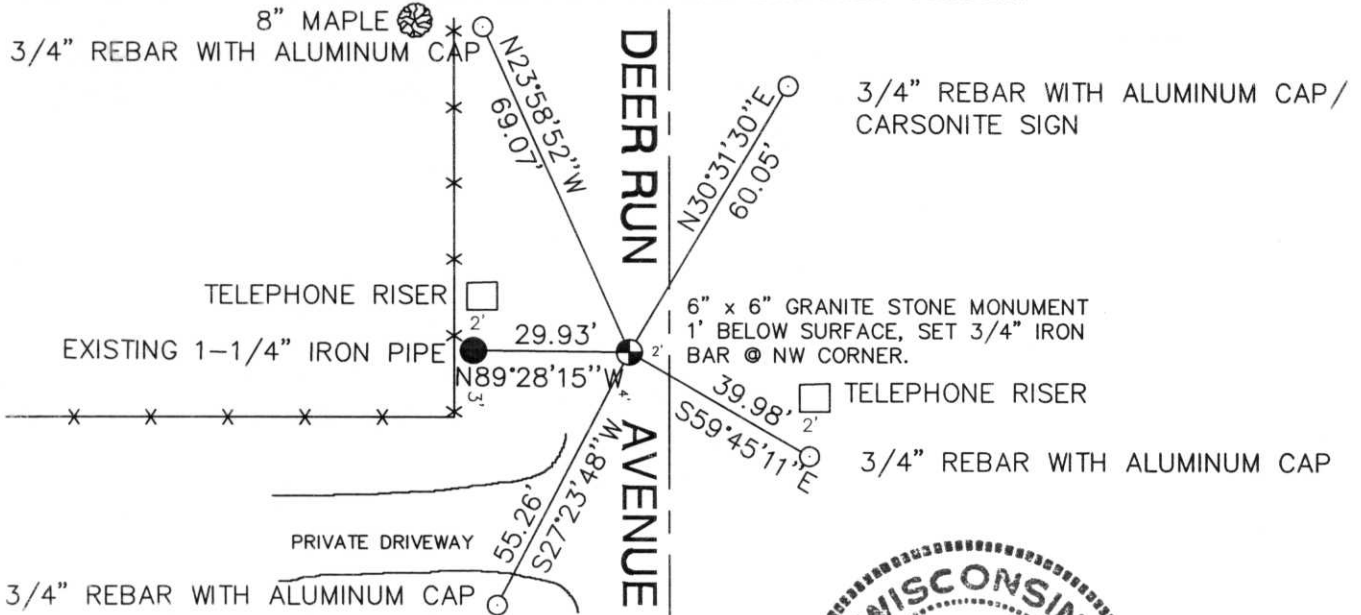 8" MAPLE
3/4" REBAR WITH ALUMINUM CAP
N23°58'52"W
69.07'
DEER RUN
N30°31'30"E
60.05'
3/4" REBAR WITH ALUMINUM CAP/
CARSONITE SIGN
TELEPHONE RISER
2'
EXISTING 1-1/4" IRON PIPE
29.93'
N89°28'15"W
3'
2'
4'
6" x 6" GRANITE STONE MONUMENT
1' BELOW SURFACE, SET 3/4" IRON
BAR @ NW CORNER.
39.98'
S59°45'11"E
TELEPHONE RISER
2'
3/4" REBAR WITH ALUMINUM CAP
AVENUE
55.26'
S27°23'48"W
PRIVATE DRIVEWAY
3/4" REBAR WITH ALUMINUM CAP
WISCONSIN